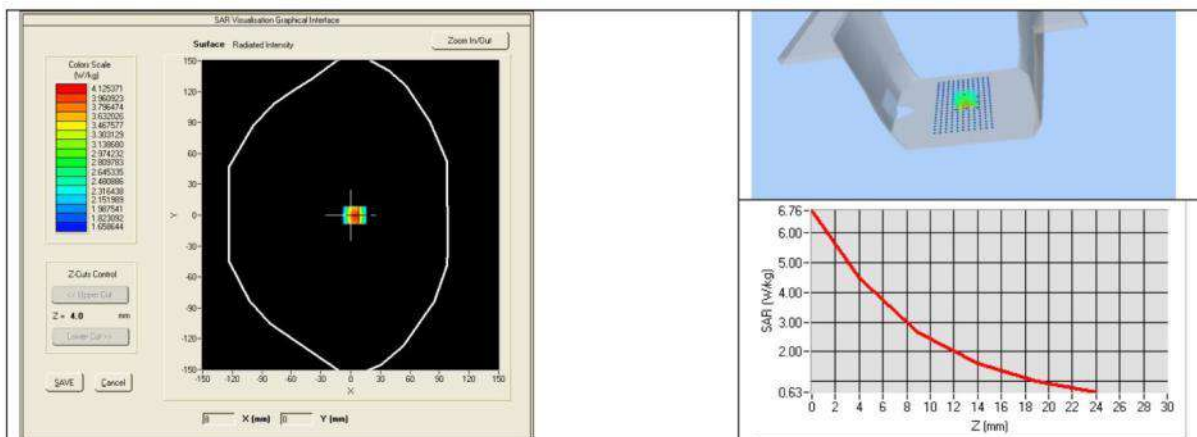 SAR Visualisation Graphical Interface
Surface Radiated Intensity
Zoom In/Out
Colors Scale
(W/kg)
4.125371
3.960923
3.796474
3.632026
3.467577
3.303129
3.138680
2.974232
2.809783
2.645335
2.480886
2.316438
2.151989
1.987541
1.823092
1.658644
Z-Cuts Control
<< Upper Cut
Z = 4.0 mm
Lower Cut >>
SAVE Cancel
150
120
90
60
30
0
-30
-60
-90
-120
-150
Y
-150 -120 -90 -60 -30 0 30 60 90 120 150
X
8 X (mm) 0 Y (mm)
6.76
6.00
5.00
4.00
3.00
2.00
0.63
SAR (W/kg)
0 2 4 6 8 10 12 14 16 18 20 22 24 26 28 30
Z (mm)